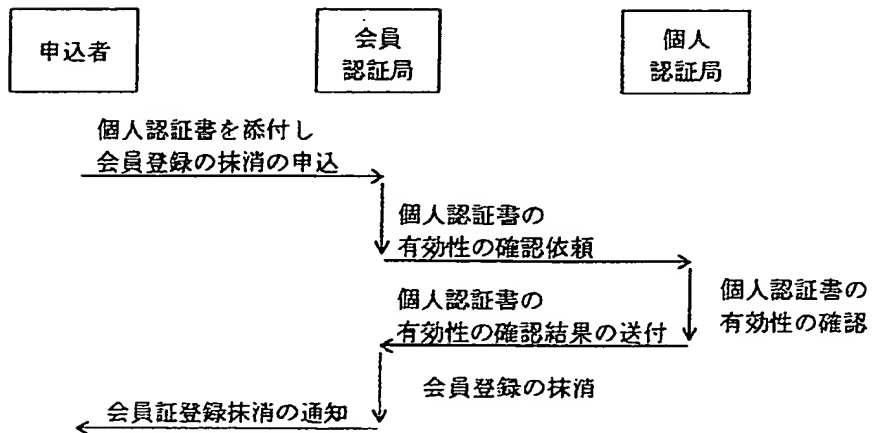 申込者
会員
認証局
個人
認証局
個人認証書を添付し
会員登録の抹消の申込
個人認証書の
有効性の確認依頼
個人認証書の
有効性の確認
個人認証書の
有効性の確認結果の送付
会員登録の抹消
会員証登録抹消の通知